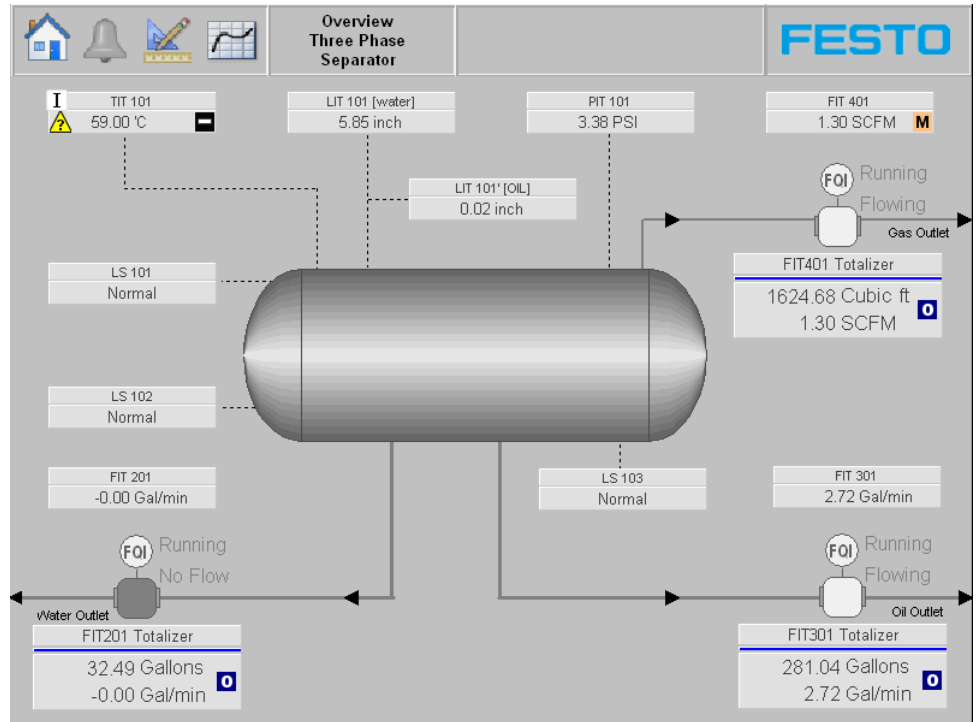 Overview
Three Phase
Separator
FESTO
I
TIT 101
? 59.00 °C
LIT 101 [water]
5.85 inch
PIT 101
3.38 PSI
FIT 401
1.30 SCFM M
LIT 101' [OIL]
0.02 inch
FQI Running
Flowing
Gas Outlet
LS 101
Normal
FIT401 Totalizer
1624.68 Cubic ft
1.30 SCFM
O
LS 102
Normal
FIT 201
-0.00 Gal/min
LS 103
Normal
FIT 301
2.72 Gal/min
FQI Running
No Flow
Water Outlet
FQI Running
Flowing
Oil Outlet
FIT201 Totalizer
32.49 Gallons
-0.00 Gal/min
O
FIT301 Totalizer
281.04 Gallons
2.72 Gal/min
O